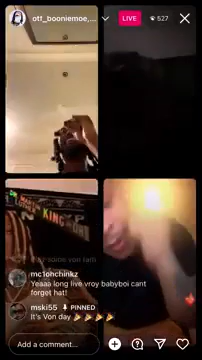 ott_booniemoe,...
LIVE
527
KING
mc1ohchinkz
Yeaaa long live vroy babyboi cant
forget hat!
mski55 PINNED
It's Von day 🎉🎉🎉🎉
Add a comment...